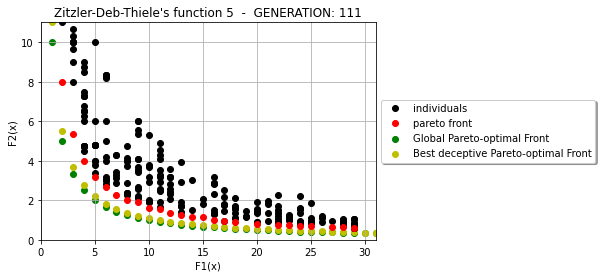 Zitzler-Deb-Thiele's function 5 - GENERATION: 111
F2(x)
10
8
6
4
2
0
0 5 10 15 20 25 30
F1(x)
individuals
pareto front
Global Pareto-optimal Front
Best deceptive Pareto-optimal Front